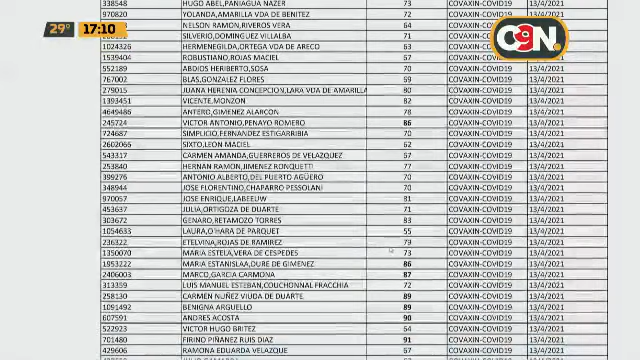 29° 17:10
C9N.
338548 HUGO ABEL,PANIAGUA NAZER 73 COVAXIN-COVID19 13/4/2021
970820 YOLANDA,AMARILLA VDA DE BENITEZ 72 COVAXIN-COVID19 13/4/2021
NELSON RAMON,RIVEROS VERA 64 COVAXIN-COVID19 13/4/2021
SILVERIO,DOMINGUEZ VILLALBA 71 COVAXIN-COVID19 13/4/2021
1024326 HERMENEGILDA,ORTEGA VDA DE ARECO 63 COVAXIN-COVID19 13/4/2021
1539404 ROBUSTIANO,ROJAS MACIEL 67 COVAXIN-COVID19 13/4/2021
552189 ABDIOS HERIBERTO,SOSA 70 COVAXIN-COVID19 13/4/2021
767002 BLAS,GONZALEZ FLORES 69 COVAXIN-COVID19 13/4/2021
279015 JUANA HERENIA CONCEPCION,LARA VDA DE AMARILLA 80 COVAXIN-COVID19 13/4/2021
1393451 VICENTE,MONZON 82 COVAXIN-COVID19 13/4/2021
4649486 ANTERO,GIMENEZ ALARCON 78 COVAXIN-COVID19 13/4/2021
245724 VICTOR ANTONIO,PENAYO ROMERO 86 COVAXIN-COVID19 13/4/2021
724687 SIMPLICIO,FERNANDEZ ESTIGARRIBIA 70 COVAXIN-COVID19 13/4/2021
2602066 SIXTO,LEON MACIEL 62 COVAXIN-COVID19 13/4/2021
543317 CARMEN AMANDA,GUERREROS DE VELAZQUEZ 67 COVAXIN-COVID19 13/4/2021
253840 HERNAN RAMON,JIMENEZ RONQUETTI 77 COVAXIN-COVID19 13/4/2021
399276 ANTONIO ALBERTO,DEL PUERTO AGÜERO 70 COVAXIN-COVID19 13/4/2021
348944 JOSE FLORENTINO,CHAPARRO PESSOLANI 70 COVAXIN-COVID19 13/4/2021
970057 JOSE ENRIQUE,LABEEUW 81 COVAXIN-COVID19 13/4/2021
453637 JULIA,ORTIGOZA DE DUARTE 71 COVAXIN-COVID19 13/4/2021
303672 GENARO,RETAMOZO TORRES 83 COVAXIN-COVID19 13/4/2021
1054633 LAURA,O'HARA DE PARQUET 55 COVAXIN-COVID19 13/4/2021
236322 ETELVINA,ROJAS DE RAMIREZ 79 COVAXIN-COVID19 13/4/2021
1350070 MARIA ESTELA,VERA DE CESPEDES 73 COVAXIN-COVID19 13/4/2021
1953222 MARIA ESTANISLAA,DURE DE GIMENEZ 86 COVAXIN-COVID19 13/4/2021
2406003 MARCO,GARCIA CARMONA 87 COVAXIN-COVID19 13/4/2021
313359 LUIS MANUEL ESTEBAN,COUCHONNAL FRACCHIA 72 COVAXIN-COVID19 13/4/2021
258130 CARMEN NUÑEZ VIUDA DE DUARTE 89 COVAXIN-COVID19 13/4/2021
1091492 BENIGNA ARGUELLO 89 COVAXIN-COVID19 13/4/2021
607591 ANDRES ACOSTA 90 COVAXIN-COVID19 13/4/2021
522923 VICTOR HUGO BRITEZ 64 COVAXIN-COVID19 13/4/2021
701480 FIRINO PIÑANEZ RUIS DIAZ 91 COVAXIN-COVID19 13/4/2021
429606 RAMONA EDUARDA VELAZQUE 67 COVAXIN-COVID19 13/4/2021